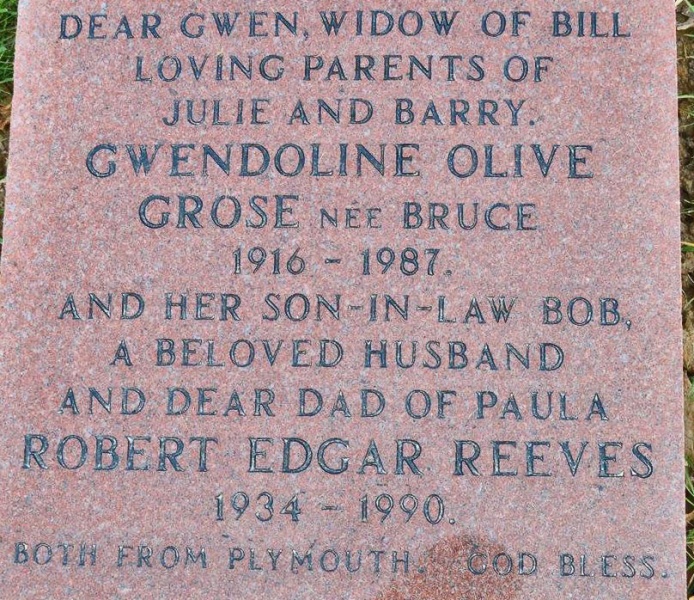 DEAR GWEN, WIDOW OF BILL
LOVING PARENTS OF
JULIE AND BARRY.
GWENDOLINE OLIVE
GROSE NÉE BRUCE
1916 - 1987.
AND HER SON-IN-LAW BOB,
A BELOVED HUSBAND
AND DEAR DAD OF PAULA
ROBERT EDGAR REEVES
1934 - 1990.
BOTH FROM PLYMOUTH. GOD BLESS.